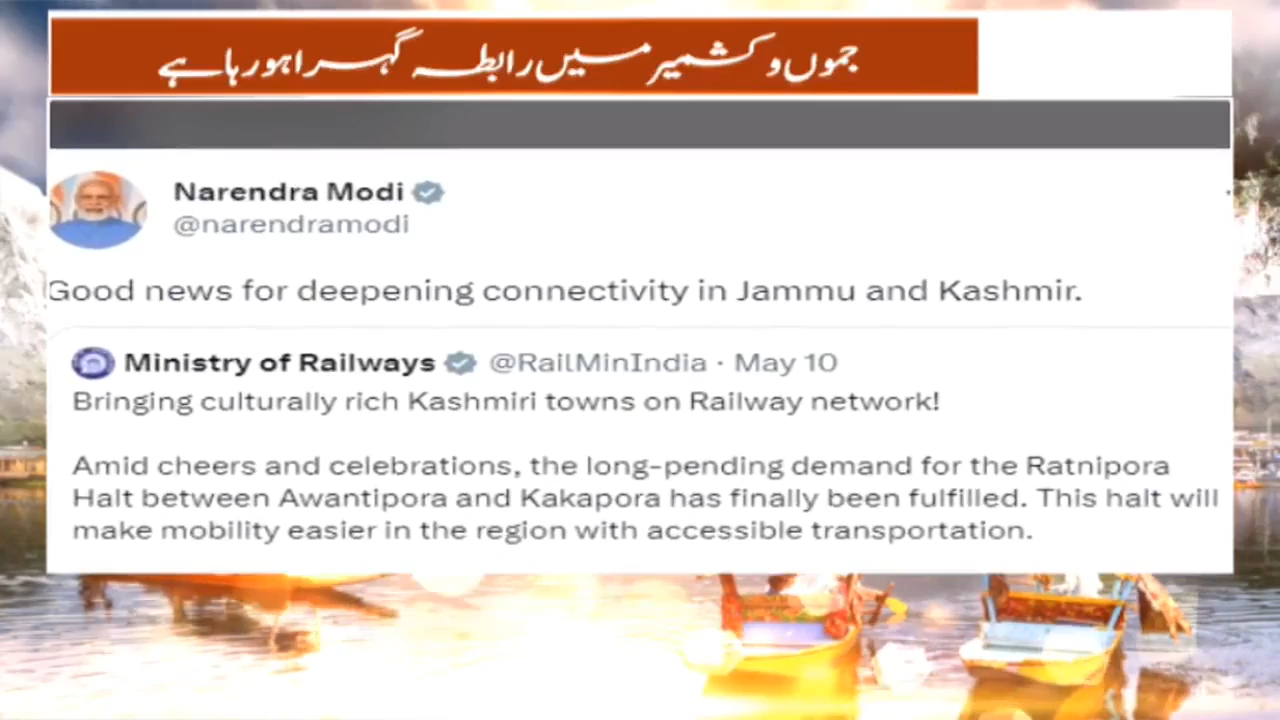 جموں و کشمیر میں رابطہ گہرا ہو رہا ہے
Narendra Modi
@narendramodi
Good news for deepening connectivity in Jammu and Kashmir.
Ministry of Railways @RailMinIndia · May 10
Bringing culturally rich Kashmiri towns on Railway network!
Amid cheers and celebrations, the long-pending demand for the Ratnipora
Halt between Awantipora and Kakapora has finally been fulfilled. This halt will
make mobility easier in the region with accessible transportation.